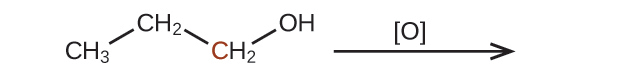 CH₂ OH [O]
CH₃ CH₂